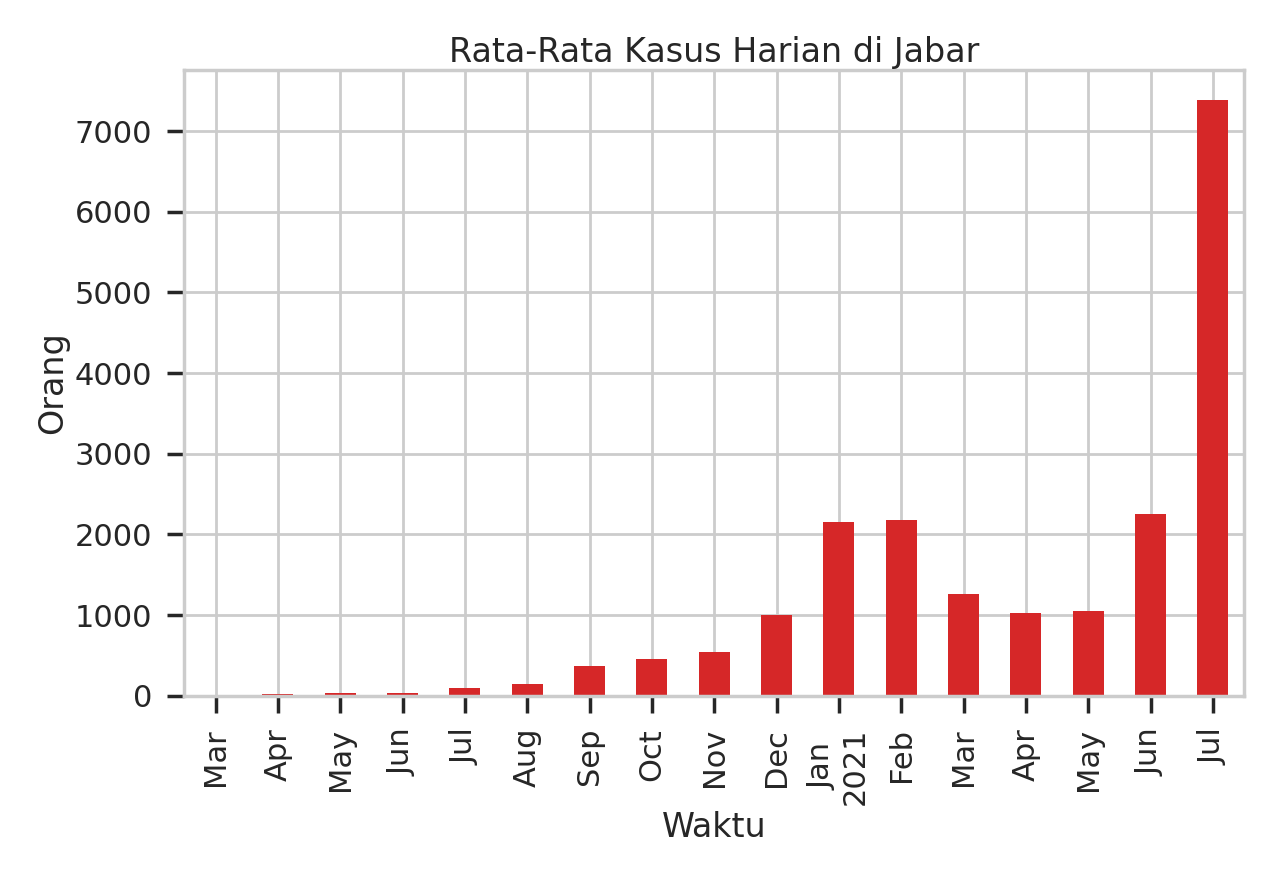 Rata-Rata Kasus Harian di Jabar
7000
6000
5000
4000
3000
2000
1000
0
Orang
Mar
Apr
May
Jun
Jul
Aug
Sep
Oct
Nov
Dec
Jan
2021
Feb
Mar
Apr
May
Jun
Jul
Waktu